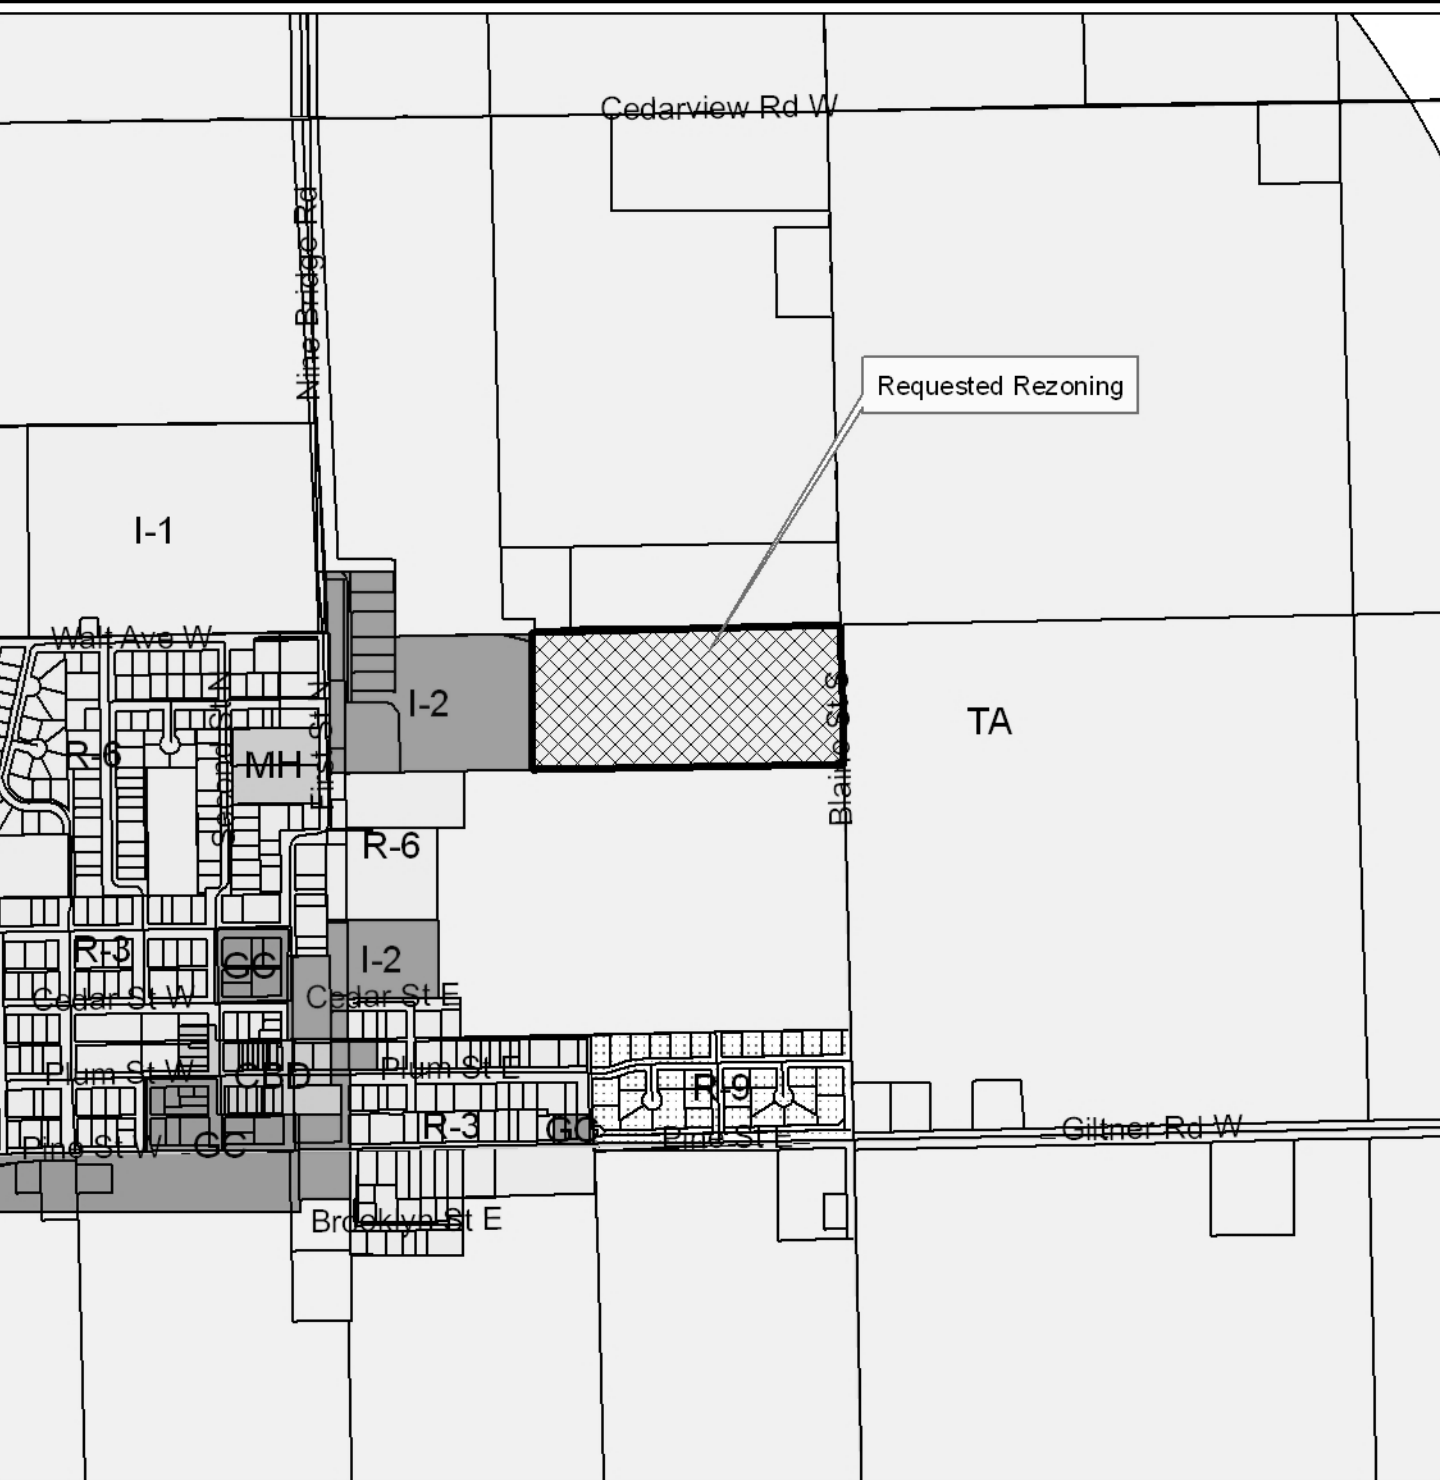 Cedarview Rd W
Nine Bridge Rd
Requested Rezoning
I-1
Walt Ave W
Second St N
First St N
I-2
Blaine St S
TA
R-6
MH
R-6
R-3
GC
I-2
Cedar St W
Cedar St E
Plum St W
CBD
Plum St E
R-9
R-3
GC
Pine St E
Giltner Rd W
Pine St W
GC
Brooklyn St E